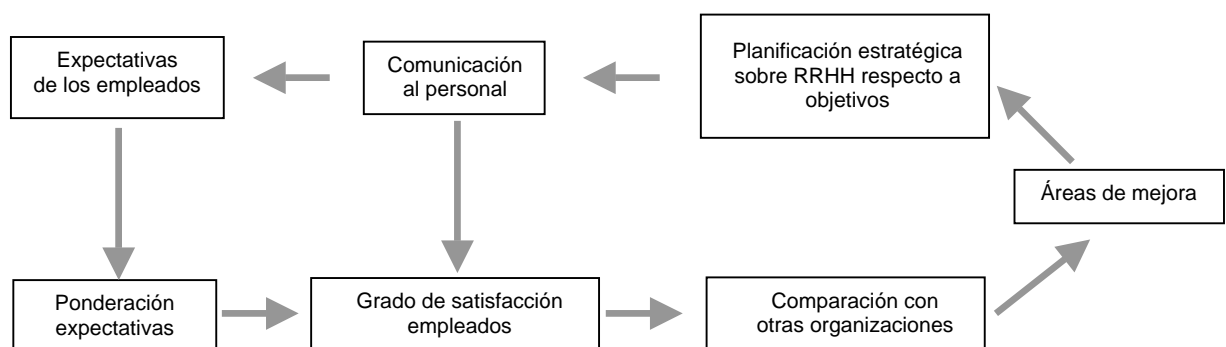 Expectativas
de los empleados
Comunicación
al personal
Planificación estratégica
sobre RRHH respecto a
objetivos
Áreas de mejora
Ponderación
expectativas
Grado de satisfacción
empleados
Comparación con
otras organizaciones